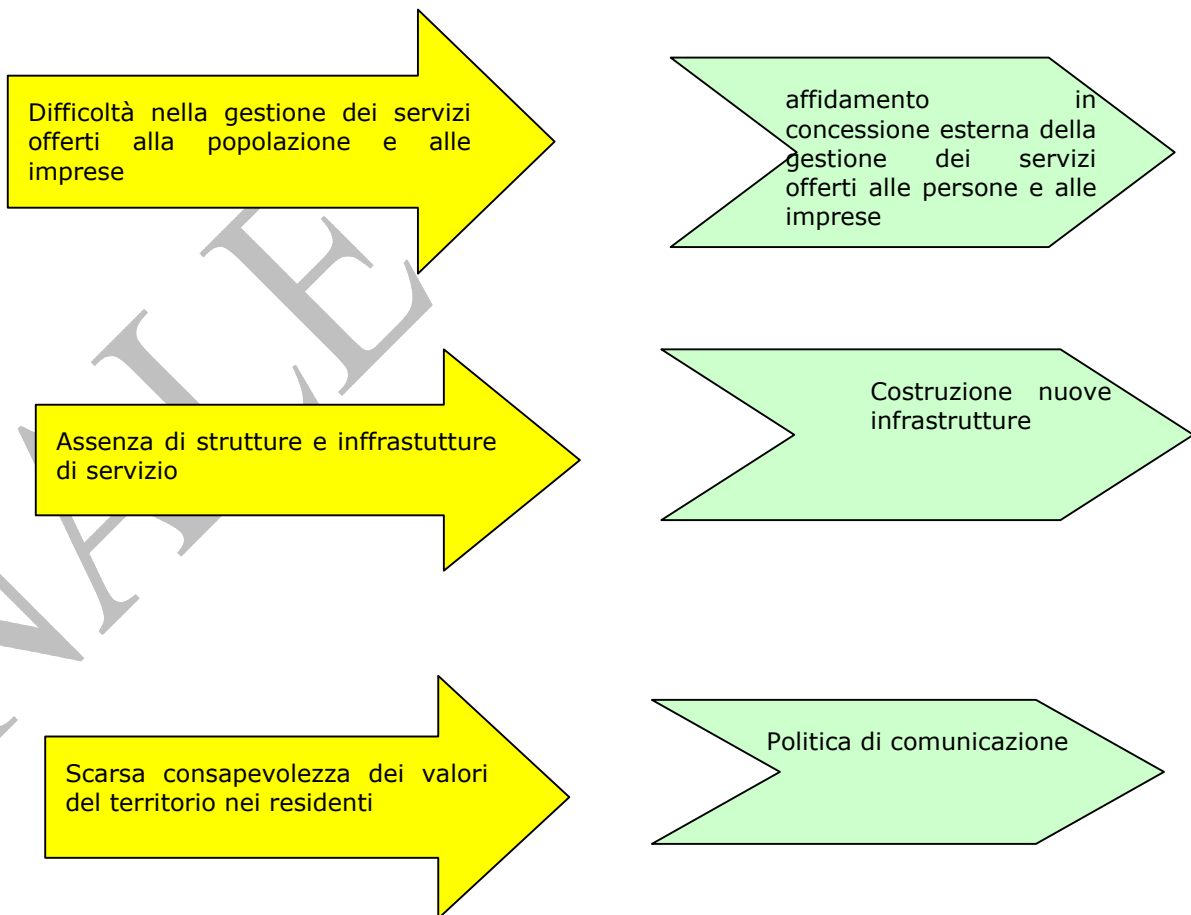 Difficoltà nella gestione dei servizi
offerti alla popolazione e alle
imprese
affidamento in
concessione esterna della
gestione dei servizi
offerti alle persone e alle
imprese
Assenza di strutture e inffrastutture
di servizio
Costruzione nuove
infrastrutture
Scarsa consapevolezza dei valori
del territorio nei residenti
Politica di comunicazione
NALE